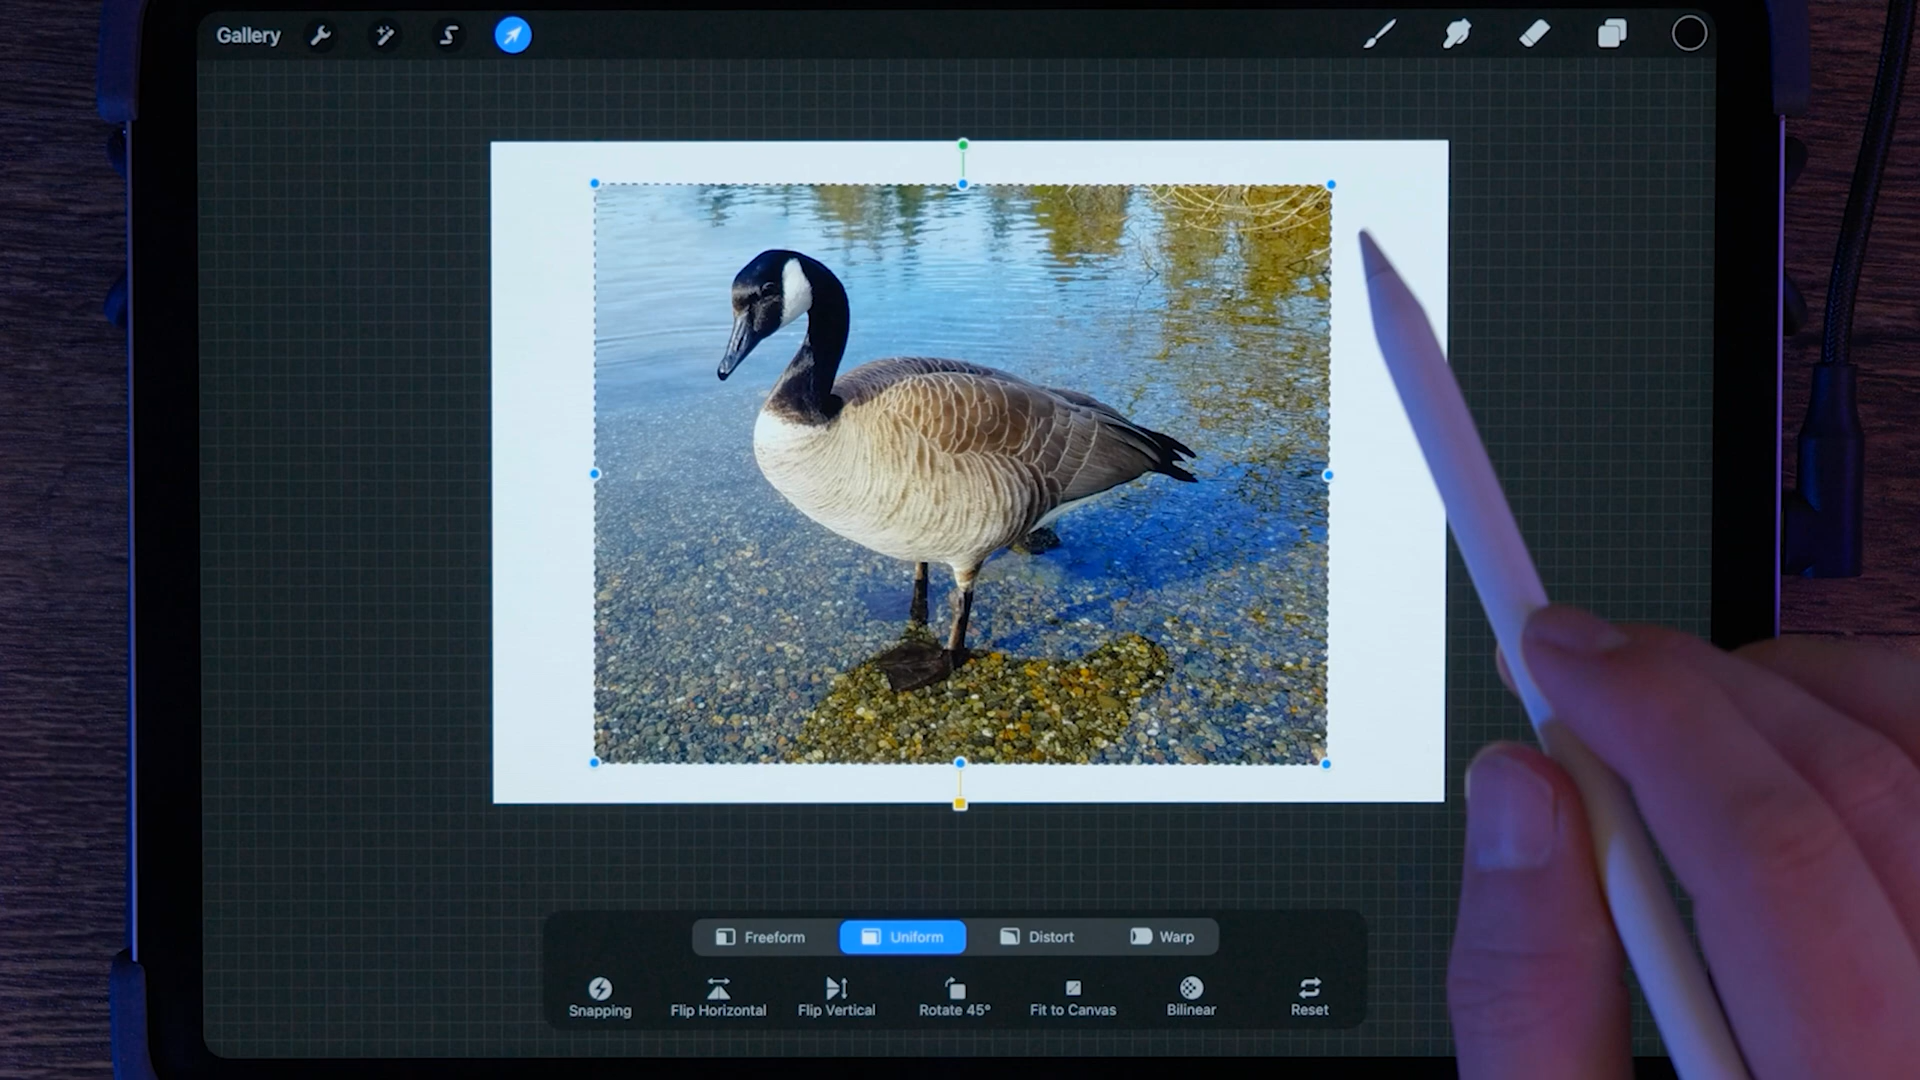 Gallery
Freeform Uniform Distort Warp
Snapping Flip Horizontal Flip Vertical Rotate 45° Fit to Canvas Bilinear Reset